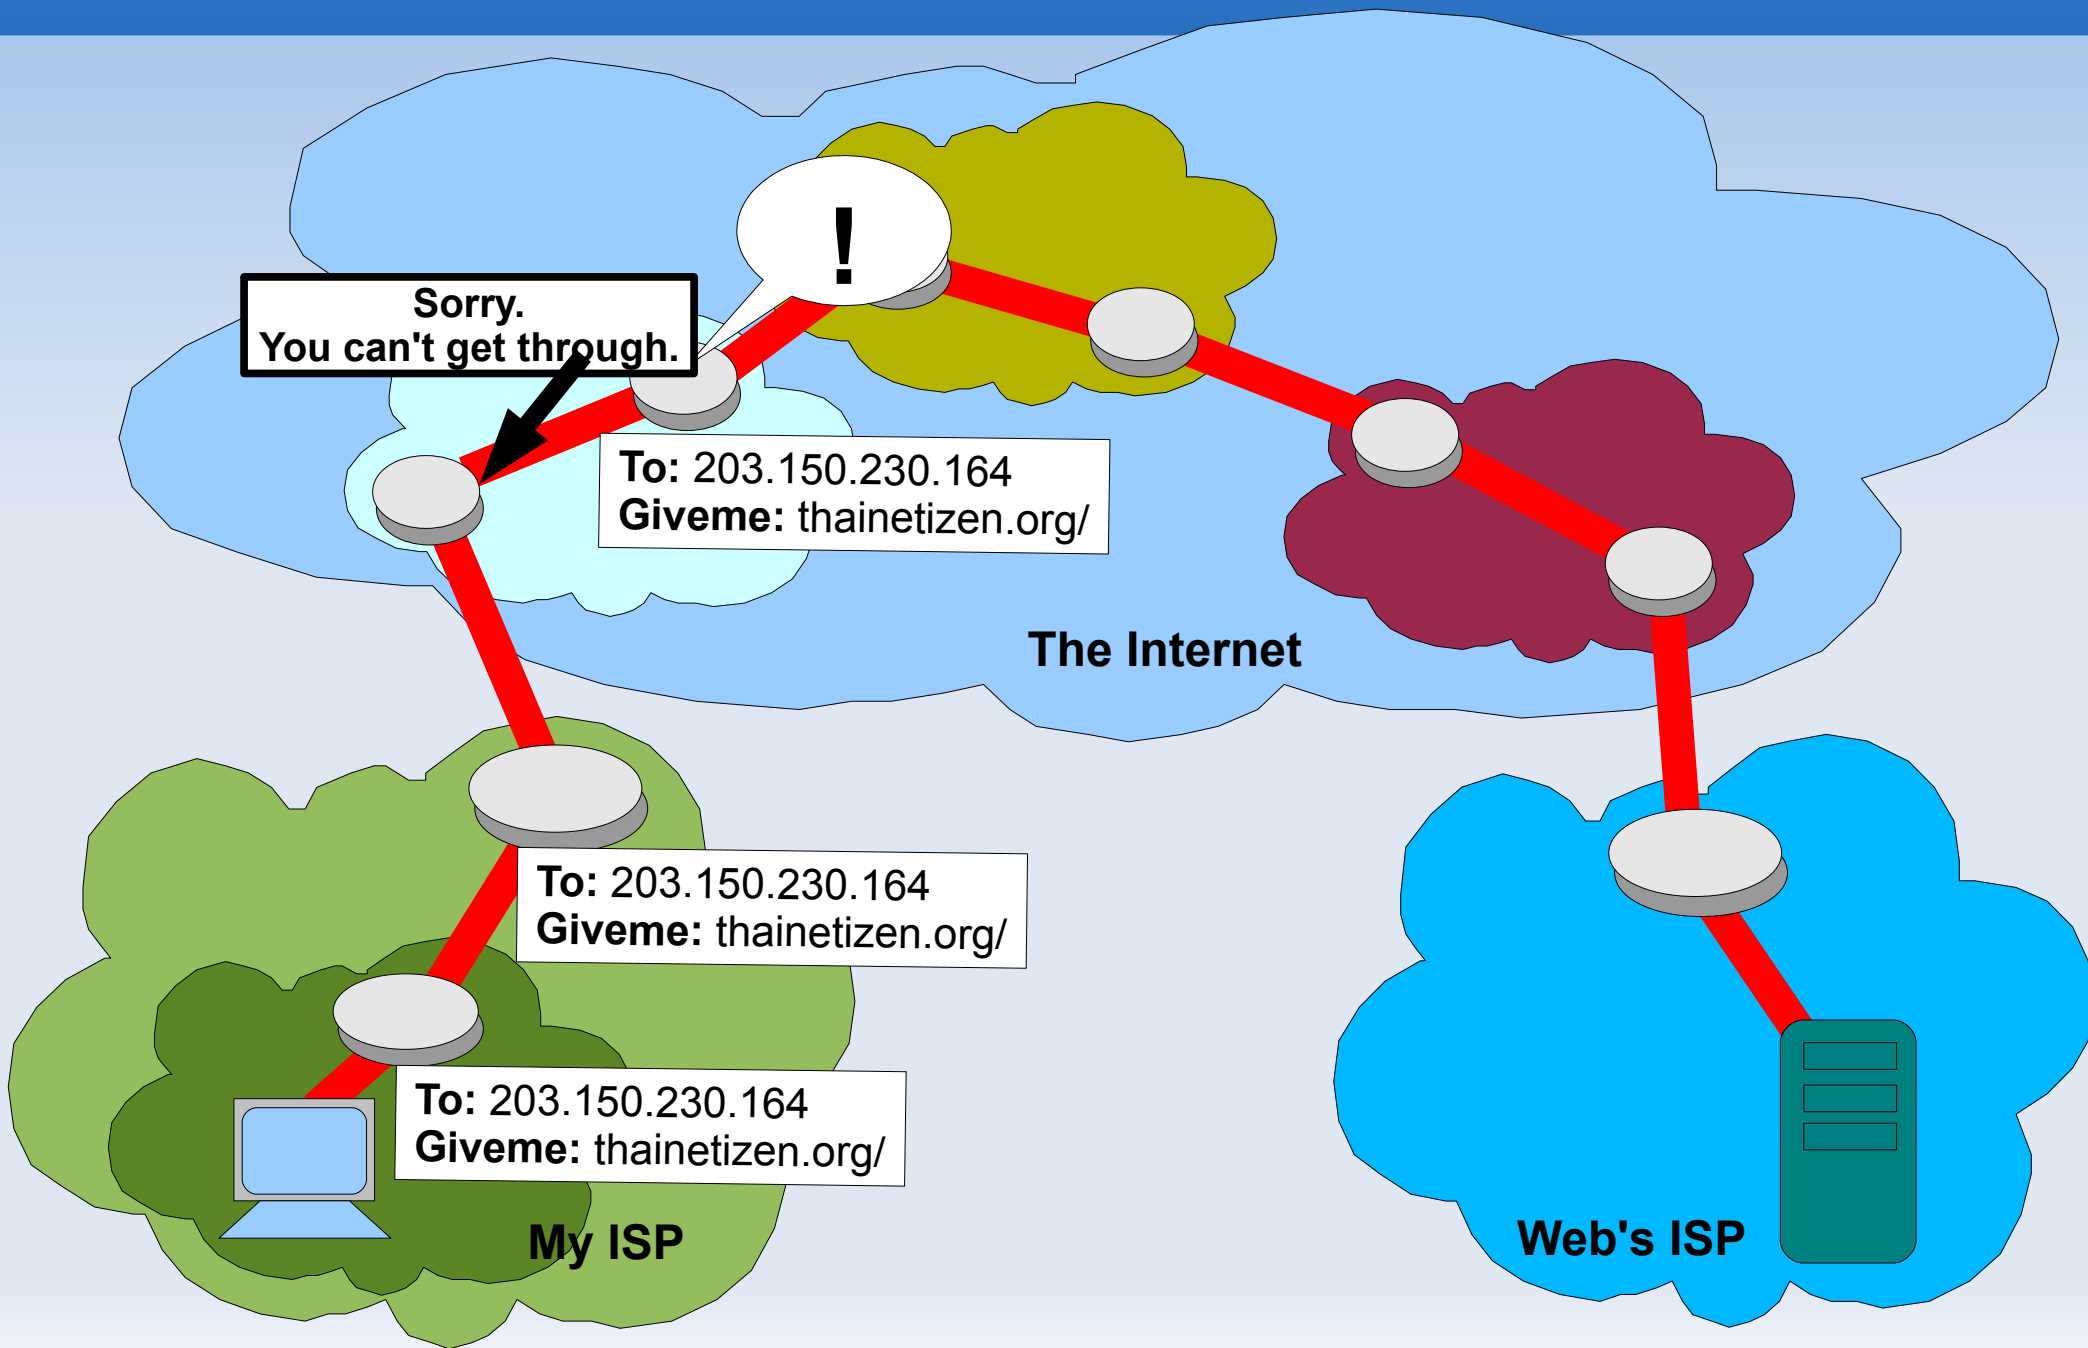 !
Sorry.
You can't get through.
To: 203.150.230.164
Giveme: thainetizen.org/
The Internet
To: 203.150.230.164
Giveme: thainetizen.org/
To: 203.150.230.164
Giveme: thainetizen.org/
My ISP
Web's ISP